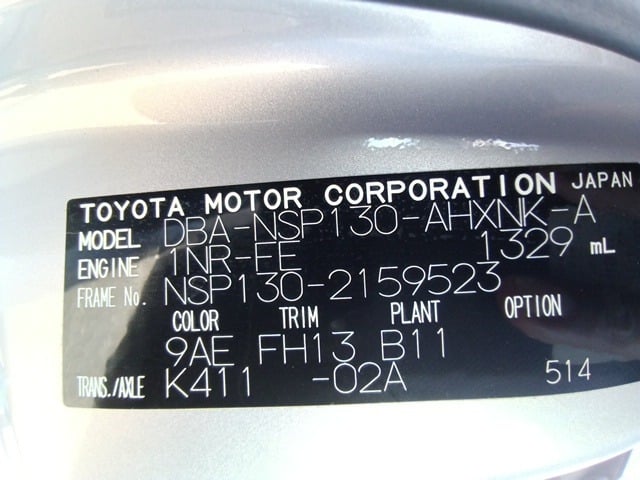 TOYOTA MOTOR CORPORATION JAPAN
MODEL DBA-NSP130-AHXNK-A
ENGINE 1NR-FE 1329 mL
FRAME No. NSP130-2159523
COLOR TRIM PLANT OPTION
9AE FH13 B11
TRANS./AXLE K411 -02A 514